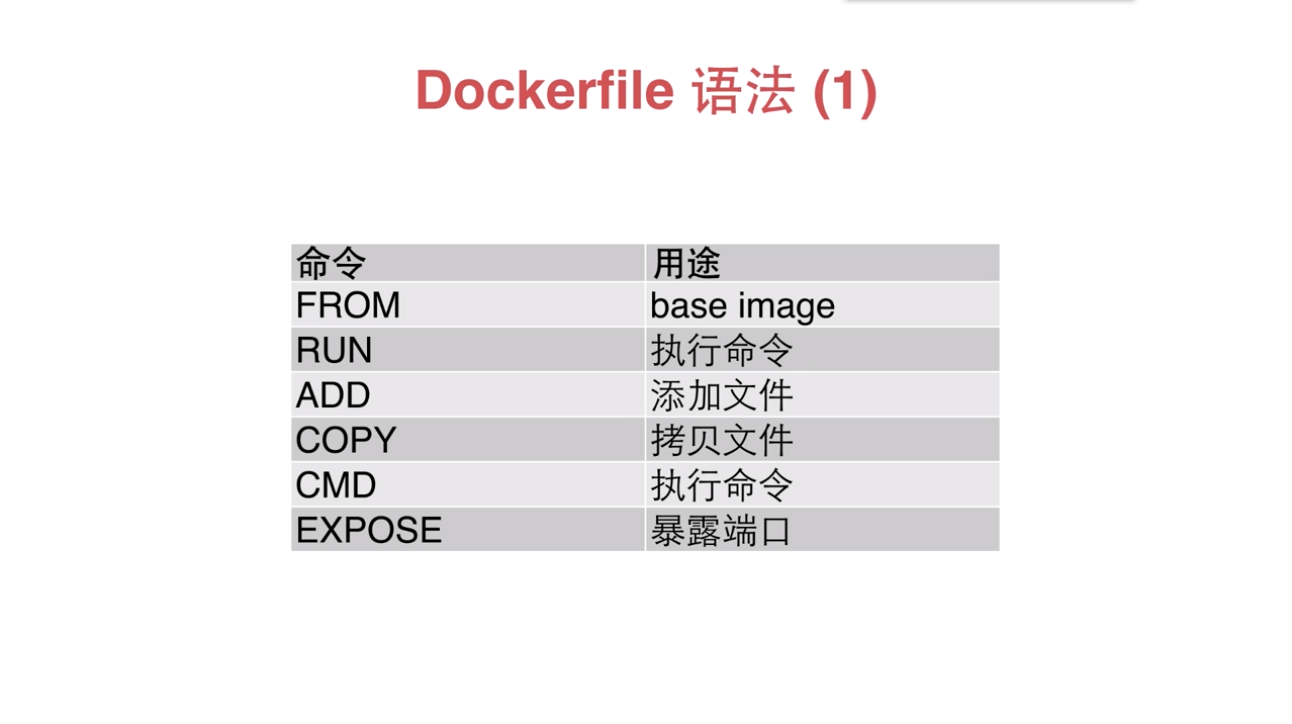 Dockerfile 语法 (1)
命令 用途
FROM base image
RUN 执行命令
ADD 添加文件
COPY 拷贝文件
CMD 执行命令
EXPOSE 暴露端口